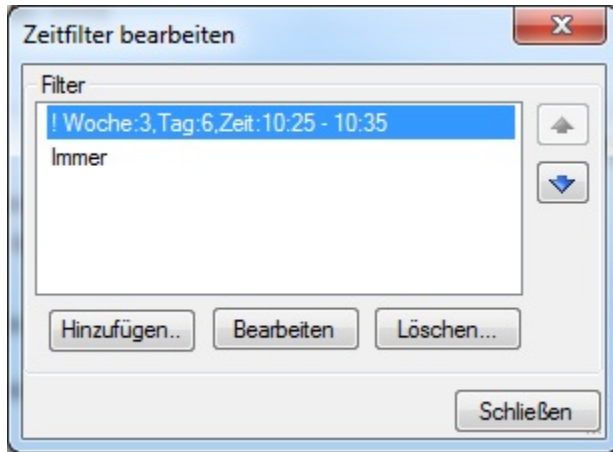 Zeitfilter bearbeiten
Filter
! Woche:3,Tag:6,Zeit:10:25 - 10:35
Immer
Hinzufügen..
Bearbeiten
Löschen...
Schließen